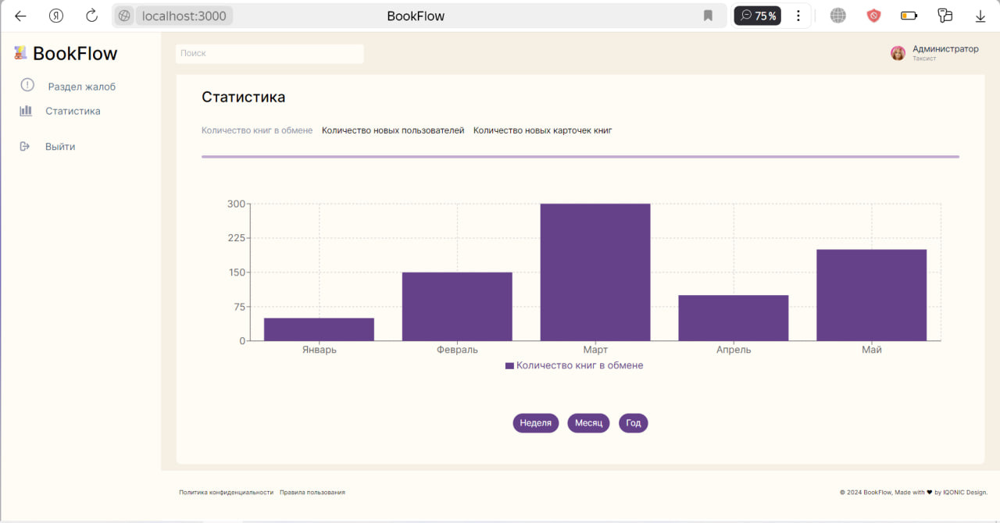 localhost:3000
BookFlow
75 %
BookFlow
Поиск
Администратор
Таксист
Раздел жалоб
Статистика
Выйти
Статистика
Количество книг в обмене Количество новых пользователей Количество новых карточек книг
300
225
150
75
0
Январь Февраль Март Апрель Май
Количество книг в обмене
Неделя Месяц Год
Политика конфиденциальности Правила пользования
© 2024 BookFlow, Made with ♥ by IQONIC Design.